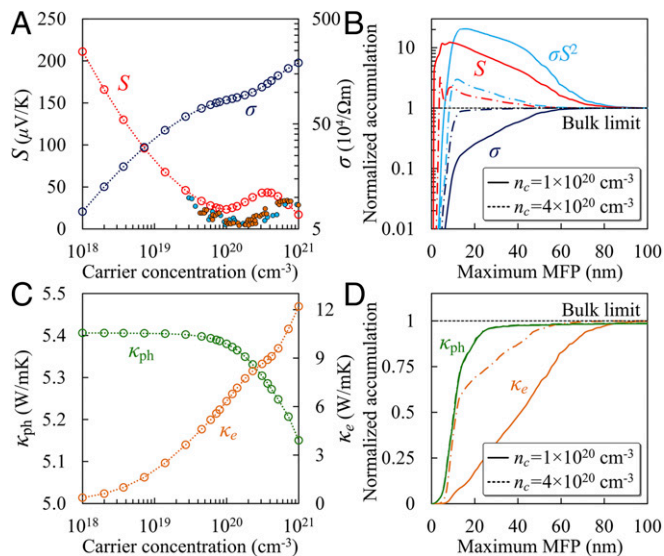 A
250
200
150
100
50
0
S (μV/K)
S
σ
500
50
5
σ (10⁴/Ωm)
10¹⁸ 10¹⁹ 10²⁰ 10²¹
Carrier concentration (cm⁻³)
B
10
1
0.1
0.01
Normalized accumulation
σS²
S
Bulk limit
σ
n_c=1×10²⁰ cm⁻³
n_c=4×10²⁰ cm⁻³
0 20 40 60 80 100
Maximum MFP (nm)
C
5.5
5.4
5.3
5.2
5.1
5.0
κ_ph (W/mK)
κ_ph
κ_e
12
9
6
3
0
κ_e (W/mK)
10¹⁸ 10¹⁹ 10²⁰ 10²¹
Carrier concentration (cm⁻³)
D
1
0.75
0.5
0.25
0
Normalized accumulation
Bulk limit
κ_ph
κ_e
n_c=1×10²⁰ cm⁻³
n_c=4×10²⁰ cm⁻³
0 20 40 60 80 100
Maximum MFP (nm)